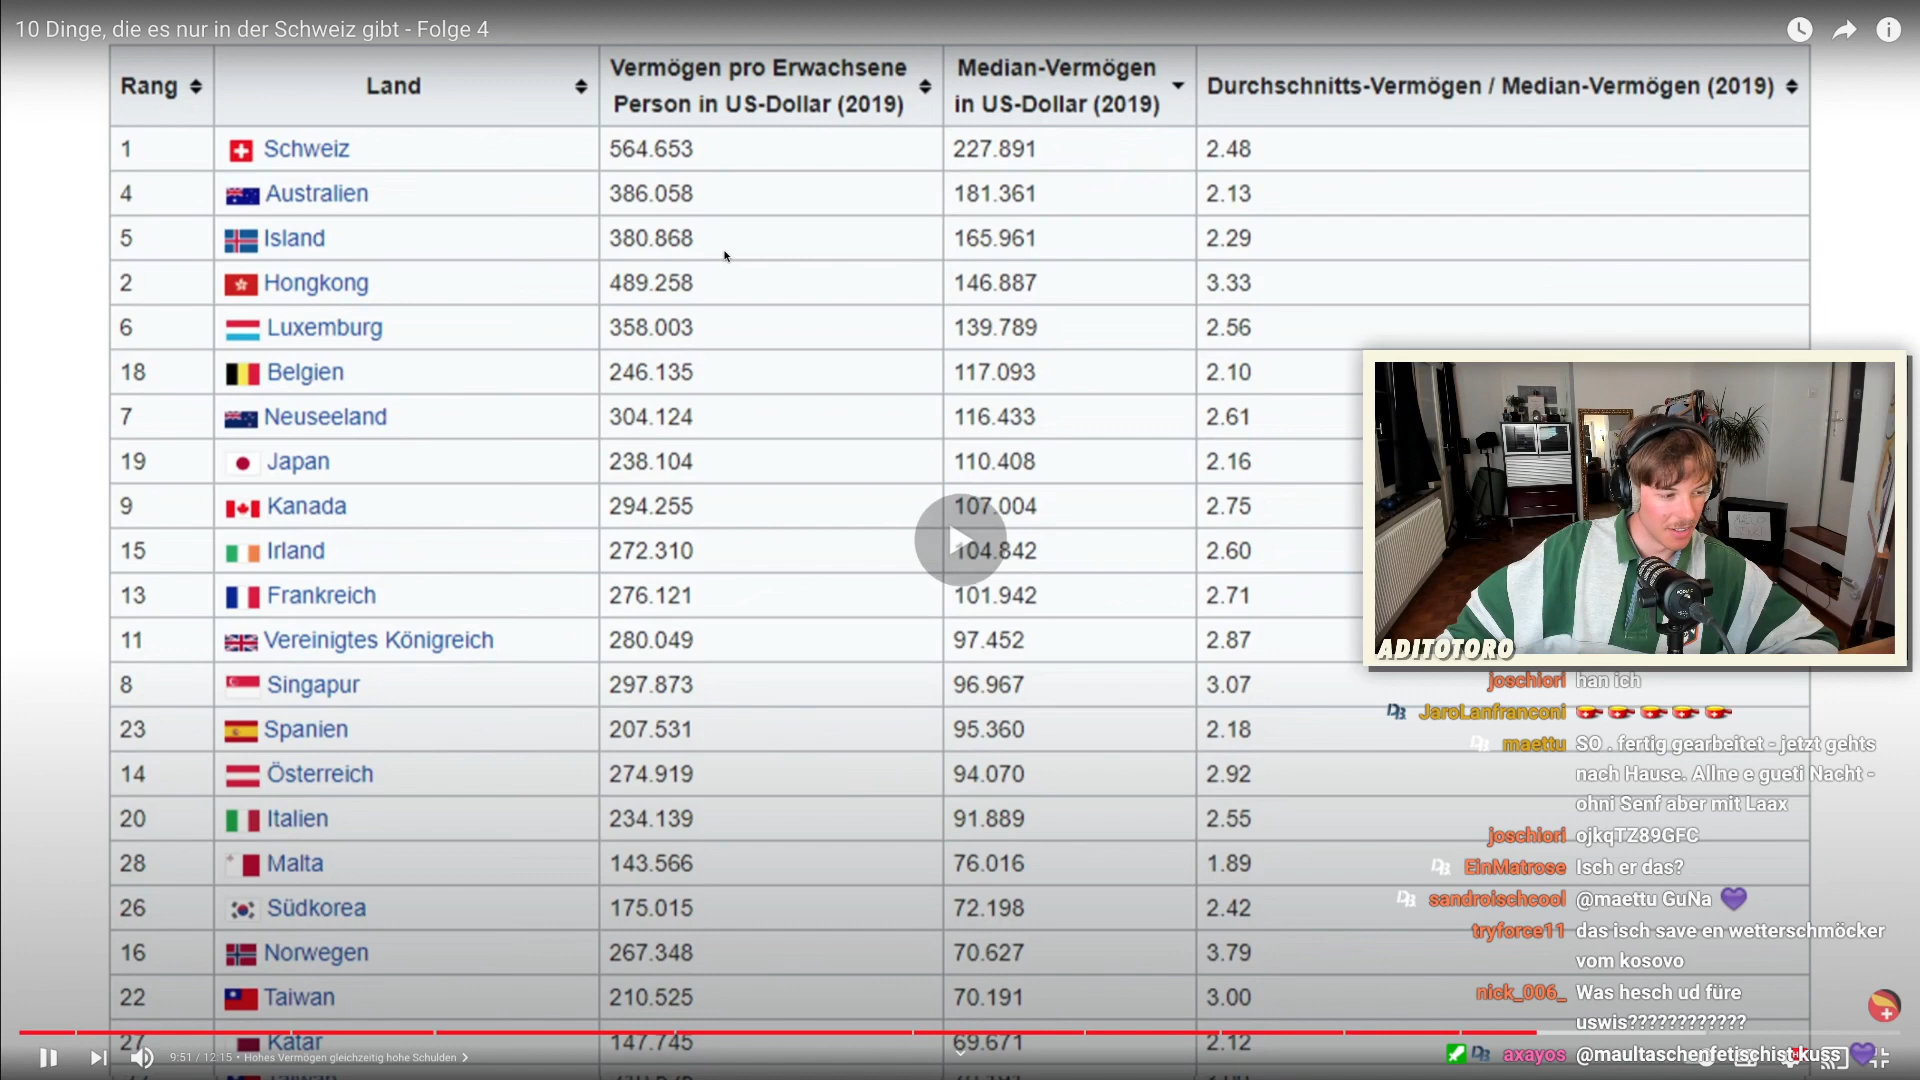 10 Dinge, die es nur in der Schweiz gibt - Folge 4
Rang Land Vermögen pro Erwachsene Person in US-Dollar (2019) Median-Vermögen in US-Dollar (2019) Durchschnitts-Vermögen / Median-Vermögen (2019)
1 Schweiz 564.653 227.891 2.48
4 Australien 386.058 181.361 2.13
5 Island 380.868 165.961 2.29
2 Hongkong 489.258 146.887 3.33
6 Luxemburg 358.003 139.789 2.56
18 Belgien 246.135 117.093 2.10
7 Neuseeland 304.124 116.433 2.61
19 Japan 238.104 110.408 2.16
9 Kanada 294.255 107.004 2.75
15 Irland 272.310 104.842 2.60
13 Frankreich 276.121 101.942 2.71
11 Vereinigtes Königreich 280.049 97.452 2.87
8 Singapur 297.873 96.967 3.07
23 Spanien 207.531 95.360 2.18
14 Österreich 274.919 94.070 2.92
20 Italien 234.139 91.889 2.55
28 Malta 143.566 76.016 1.89
26 Südkorea 175.015 72.198 2.42
16 Norwegen 267.348 70.627 3.79
22 Taiwan 210.525 70.191 3.00
27 Katar 147.745 69.671 2.12
ADITOTORO
joschiori han ich
JaroLanfranconi
maettu SO . fertig gearbeitet - jetzt gehts
nach Hause. Allne e gueti Nacht -
ohni Senf aber mit Laax
joschiori ojkqTZ89GFC
EinMatrose Isch er das?
sandroischcool @maettu GuNa
tryforce11 das isch save en wetterschmöcker
vom kosovo
nick_006_ Was hesch ud füre
uswis????????????
axayos @maultaschenfetischist kuss
9:51 / 12:15 • Hohes Vermögen gleichzeitig hohe Schulden